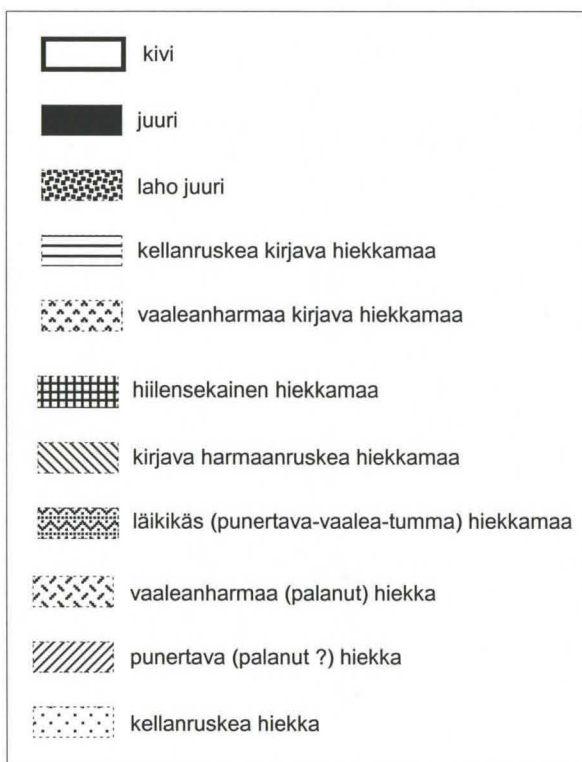 kivi
juuri
laho juuri
kellanruskea kirjava hiekkamaa
vaaleanharmaa kirjava hiekkamaa
hiilensekainen hiekkamaa
kirjava harmaanruskea hiekkamaa
läikikäs (punertava-vaalea-tumma) hiekkamaa
vaaleanharmaa (palanut) hiekka
punertava (palanut ?) hiekka
kellanruskea hiekka